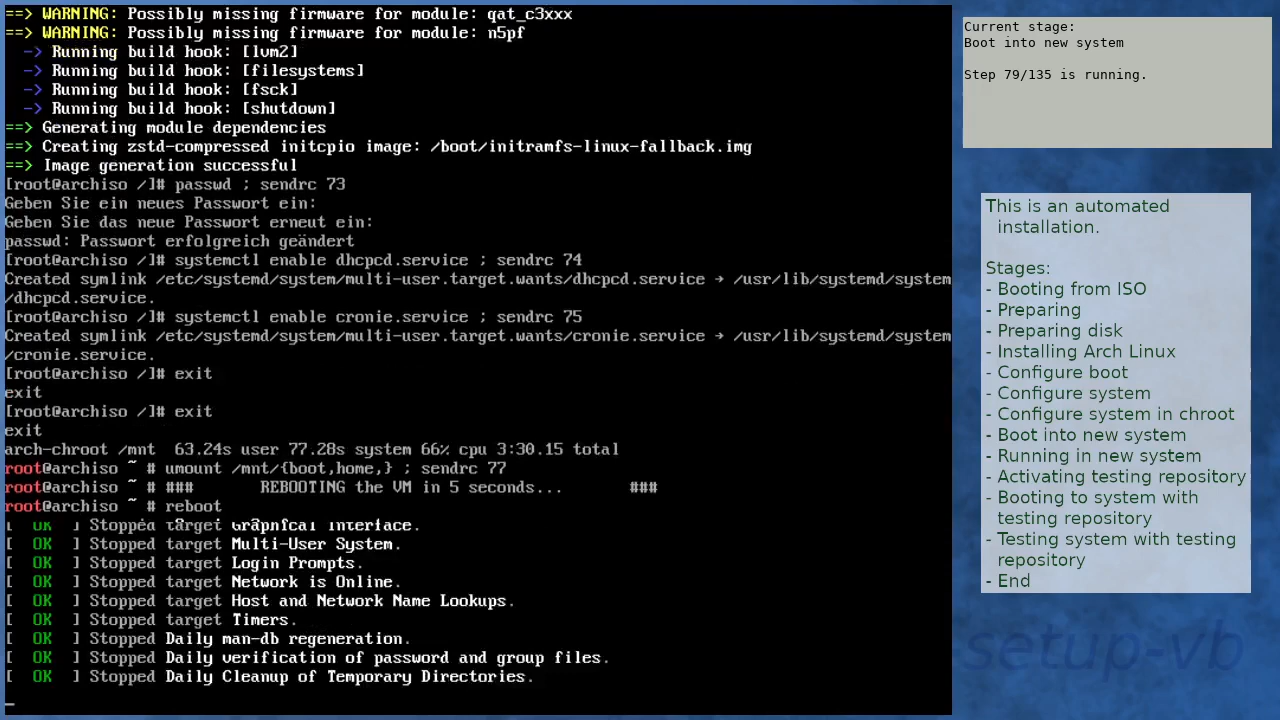 ==> WARNING: Possibly missing firmware for module: qat_c3xxx
==> WARNING: Possibly missing firmware for module: n5pf
  -> Running build hook: [lvm2]
  -> Running build hook: [filesystems]
  -> Running build hook: [fsck]
  -> Running build hook: [shutdown]
==> Generating module dependencies
==> Creating zstd-compressed initcpio image: /boot/initramfs-linux-fallback.img
==> Image generation successful
[root@archiso /]# passwd ; sendrc 73
Geben Sie ein neues Passwort ein:
Geben Sie das neue Passwort erneut ein:
passwd: Passwort erfolgreich geändert
[root@archiso /]# systemctl enable dhcpcd.service ; sendrc 74
Created symlink /etc/systemd/system/multi-user.target.wants/dhcpcd.service → /usr/lib/systemd/system
/dhcpcd.service.
[root@archiso /]# systemctl enable cronie.service ; sendrc 75
Created symlink /etc/systemd/system/multi-user.target.wants/cronie.service → /usr/lib/systemd/system
/cronie.service.
[root@archiso /]# exit
exit
[root@archiso /]# exit
exit
arch-chroot /mnt  63.24s user 77.28s system 66% cpu 3:30.15 total
root@archiso ~ # umount /mnt/{boot,home,} ; sendrc 77
root@archiso ~ # ###       REBOOTING the VM in 5 seconds...       ###
root@archiso ~ # reboot
[  OK  ] Stopped target Graphical Interface.
[  OK  ] Stopped target Multi-User System.
[  OK  ] Stopped target Login Prompts.
[  OK  ] Stopped target Network is Online.
[  OK  ] Stopped target Host and Network Name Lookups.
[  OK  ] Stopped target Timers.
[  OK  ] Stopped Daily man-db regeneration.
[  OK  ] Stopped Daily verification of password and group files.
[  OK  ] Stopped Daily Cleanup of Temporary Directories.
_
Current stage:
Boot into new system
Step 79/135 is running.
This is an automated
installation.
Stages:
- Booting from ISO
- Preparing
- Preparing disk
- Installing Arch Linux
- Configure boot
- Configure system
- Configure system in chroot
- Boot into new system
- Running in new system
- Activating testing repository
- Booting to system with
testing repository
- Testing system with testing
repository
- End
setup-vb